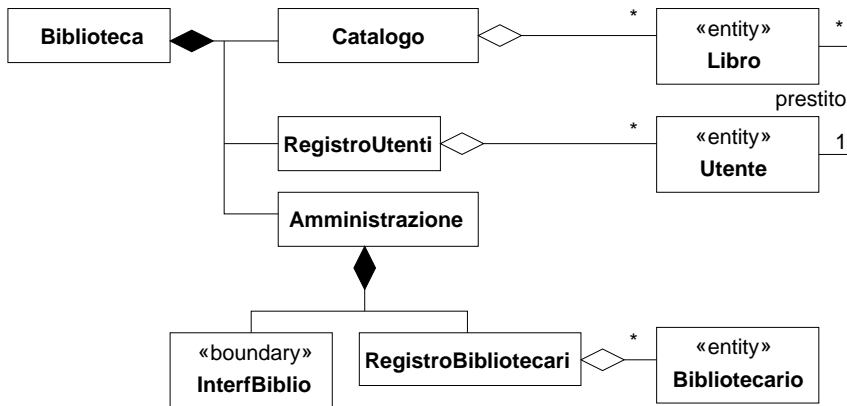 Biblioteca
Catalogo
*
«entity»
Libro
*
prestito
RegistroUtenti
*
«entity»
Utente
1
Amministrazione
«boundary»
InterfBiblio
RegistroBibliotecari
*
«entity»
Bibliotecario